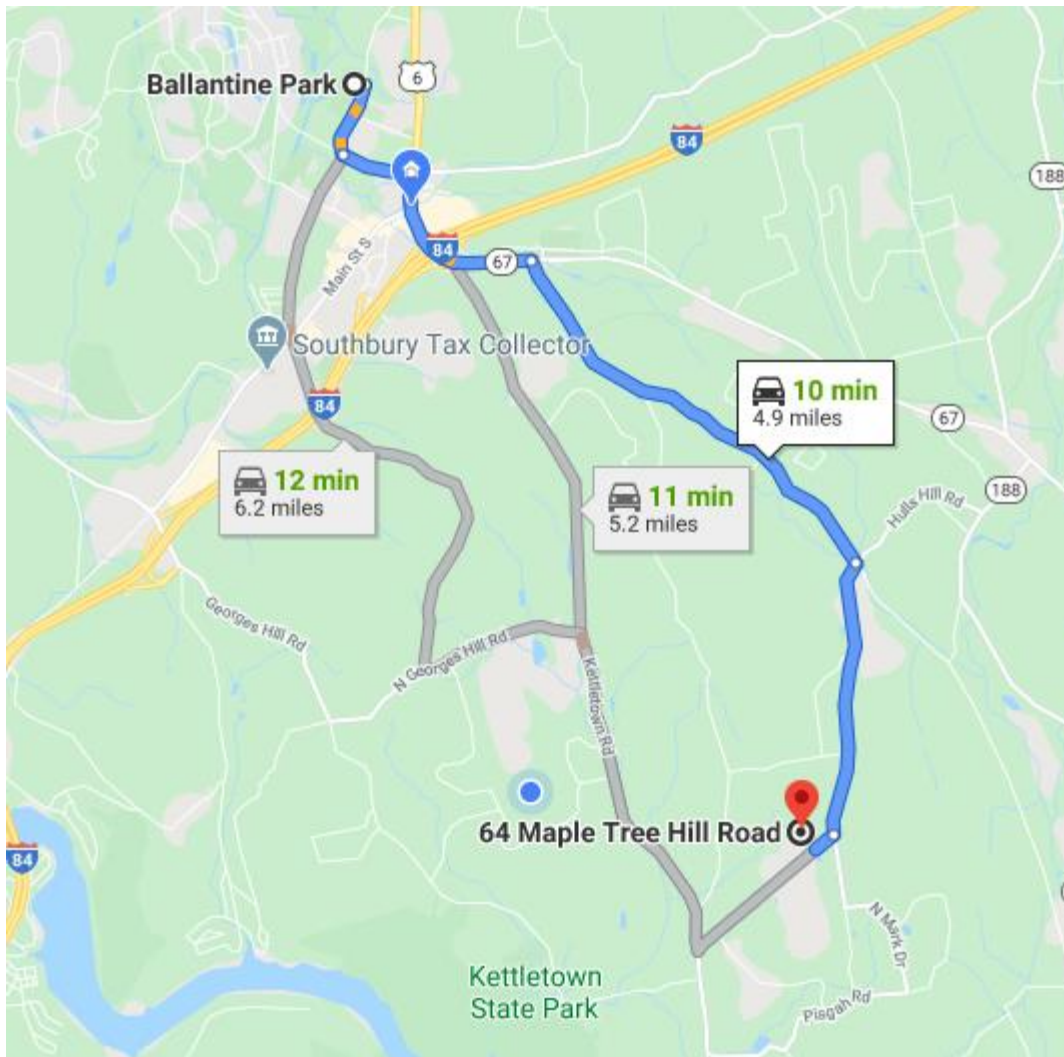 Ballantine Park
6
84
188
Main St S
84
67
Southbury Tax Collector
10 min
4.9 miles
84
67
12 min
6.2 miles
11 min
5.2 miles
188
Hulls Hill Rd
Georges Hill Rd
N Georges Hill Rd
Kettletown Rd
64 Maple Tree Hill Road
84
N Mark Dr
Kettletown
State Park
Pisgah Rd